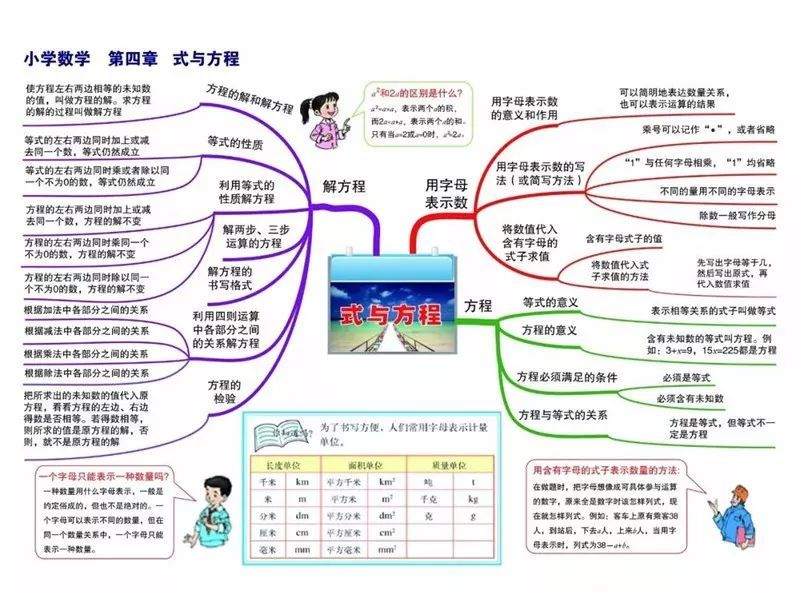 小学数学 第四章 式与方程
使方程左右两边相等的未知数
的值，叫做方程的解。求方程
的解的过程叫做解方程
方程的解和解方程
等式的左右两边同时加上或减
去同一个数，等式仍然成立
等式的左右两边同时乘或者除以同
一个不为0的数，等式仍然成立
等式的性质
方程的左右两边同时加上或减
去同一个数，方程的解不变
方程的左右两边同时乘同一个
不为0的数，方程的解不变
方程的左右两边同时除以同一
个不为0的数，方程的解不变
利用等式的
性质解方程
解两步、三步
运算的方程
解方程的
书写格式
根据加法中各部分之间的关系
根据减法中各部分之间的关系
根据乘法中各部分之间的关系
根据除法中各部分之间的关系
利用四则运算
中各部分之间
的关系解方程
把所求出的未知数的值代入原
方程，看看方程的左边、右边
得数是否相等。若得数相等，
则所求的值是原方程的解，否
则，就不是原方程的解
方程的
检验
解方程
a²和2a的区别是什么？
a²=a×a，表示两个a的积，
而2a=a+a，表示两个a的和。
只有当a=2或a=0时，a²=2a。
式与方程
用字母
表示数
用字母表示数
的意义和作用
可以简明地表达数量关系，
也可以表示运算的结果
用字母表示数的写
法（或简写方法）
乘号可以记作“•”，或者省略
“1”与任何字母相乘，“1”均省略
不同的量用不同的字母表示
除数一般写作分母
将数值代入
含有字母的
式子求值
含有字母式子的值
将数值代入式
子求值的方法
先写出字母等于几，
然后写出原式，再
代入数值求值
方程
等式的意义
表示相等关系的式子叫做等式
方程的意义
含有未知数的等式叫方程。例
如：3+x=9，15x=225都是方程
方程必须满足的条件
必须是等式
必须含有未知数
方程与等式的关系
方程是等式，但等式不一
定是方程
一个字母只能表示一种数量吗？
一种数量用什么字母表示，一般是
约定俗成的，但也不是绝对的。一
个字母可以表示不同的数量，但在
同一个数量关系中，一个字母只能
表示一种数量。
你知道吗？
为了书写方便，人们常用字母表示计量
单位。
长度单位 面积单位 质量单位
千米 km 平方千米 km² 吨 t
米 m 平方米 m² 千克 kg
分米 dm 平方分米 dm² 克 g
厘米 cm 平方厘米 cm²
毫米 mm 平方毫米 mm²
用含有字母的式子表示数量的方法：
在做题时，把字母想像成可具体参与运算
的数字，原来全是数字时该怎样列式，现
在就怎样列式。例如：客车上原有乘客38
人，到站后，下去a人，上来b人，当用字
母表示时，列式为38－a+b。